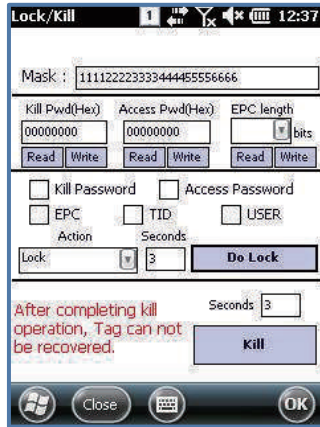 Lock/Kill 1 12:37
Mask : 111122223333444455556666
Kill Pwd(Hex) Access Pwd(Hex) EPC length
00000000 00000000 bits
Read Write Read Write Read Write
Kill Password Access Password
EPC TID USER
Action Seconds
Lock 3 Do Lock
After completing kill
operation, Tag can not
be recovered.
Seconds 3
Kill
Close OK